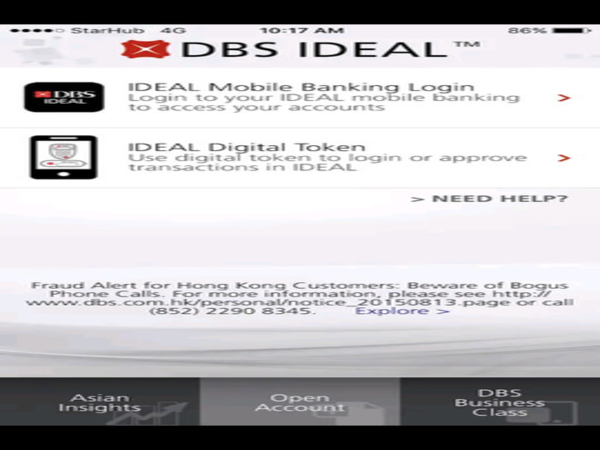 StarHub 4G 10:17 AM 86%
DBS IDEAL™
DBS
IDEAL
IDEAL Mobile Banking Login
Login to your IDEAL mobile banking
to access your accounts
IDEAL Digital Token
Use digital token to login or approve
transactions in IDEAL
> NEED HELP?
Fraud Alert for Hong Kong Customers: Beware of Bogus
Phone Calls. For more information, please see http://
www.dbs.com.hk/personal/notice_20150813.page or call
(852) 2290 8345. Explore >
Asian
Insights
Open
Account
DBS
Business
Class